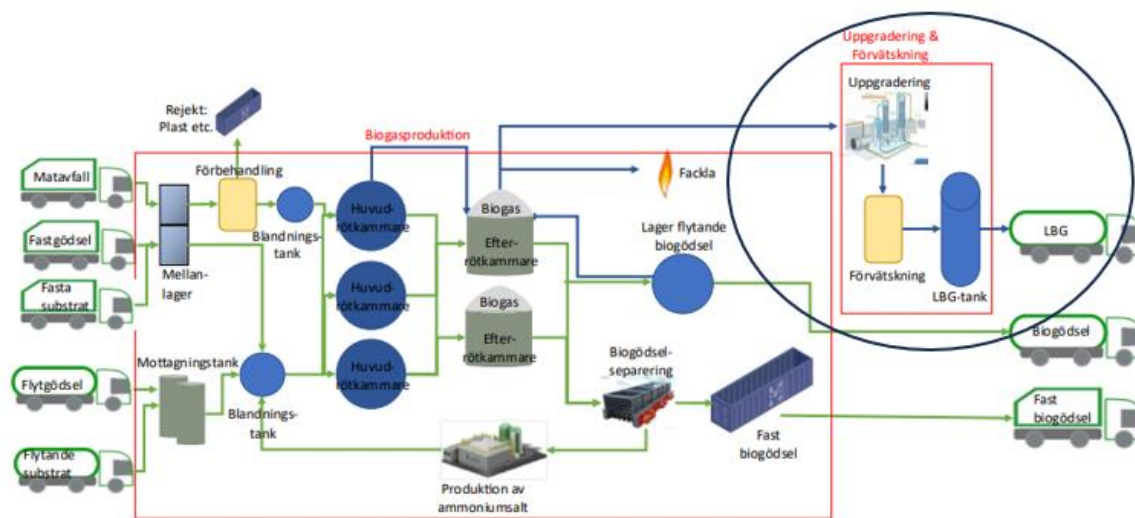 Uppgradering &
Förvätskning
Uppgradering
Rejekt:
Plast etc.
Biogasproduktion
Förbehandling
Fackla
Matavfall
Huvud-
rötkammare
Biogas
Efter-
rötkammare
Lager flytande
biogödsel
LBG
Fastgödsel
Blandnings-
tank
Förvätskning
LBG-tank
Mellan-
lager
Fasta
substrat
Huvud-
rötkammare
Biogas
Efter-
rötkammare
Biogödsel
Mottagningstank
Biogödsel-
separering
Flytgödsel
Huvud-
rötkammare
Blandnings-
tank
Fast
biogödsel
Fast
biogödsel
Flytande
substrat
Produktion av
ammoniumsalt